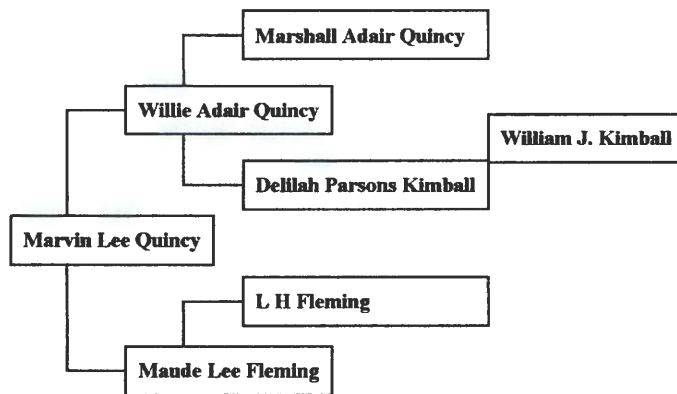 Marshall Adair Quincy
Willie Adair Quincy
William J. Kimball
Delilah Parsons Kimball
Marvin Lee Quincy
L H Fleming
Maude Lee Fleming